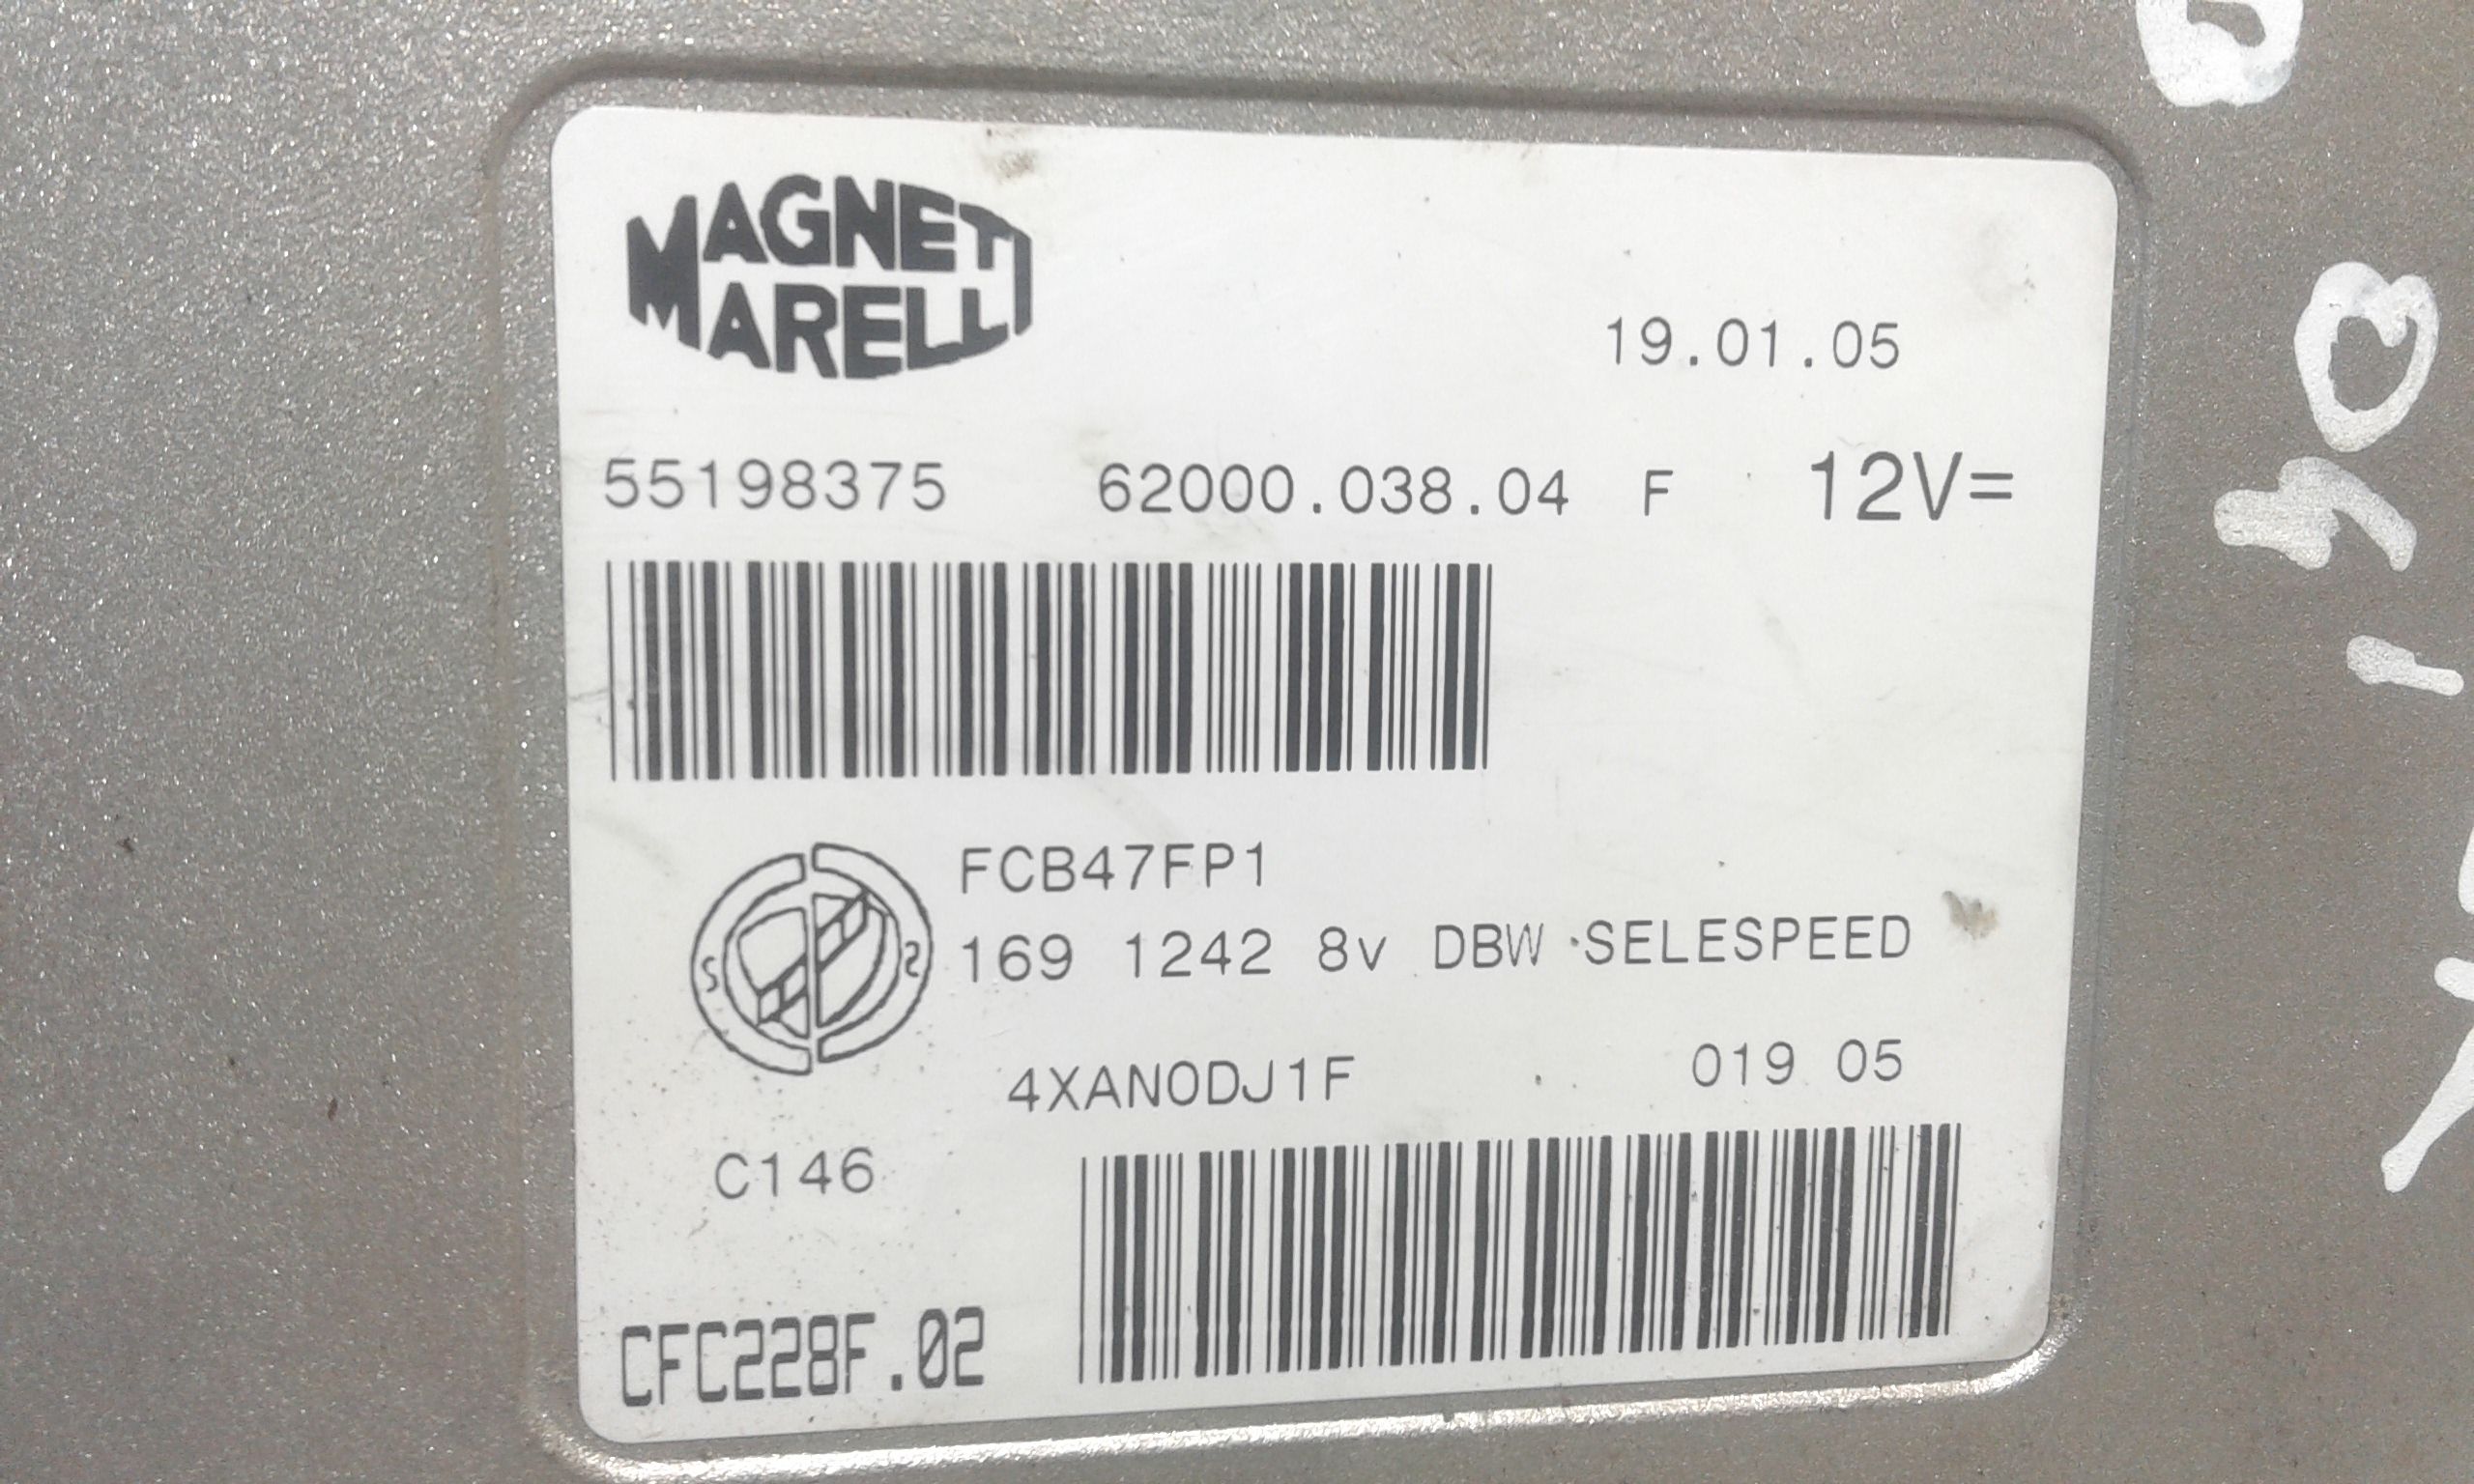 MAGNETI
MARELLI
19.01.05
55198375 62000.038.04 F 12V=
FCB47FP1
169 1242 8v DBW SELESPEED
4XAN0DJ1F 019 05
C146
CFC228F.02